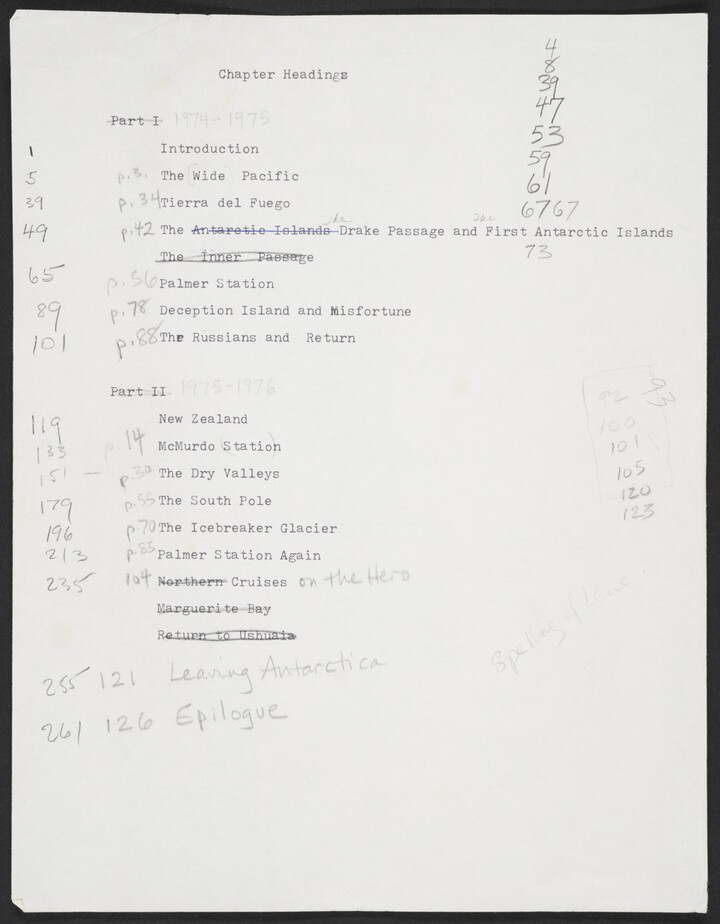 4
8
39
Chapter Headings
47
53
59
61
6767
73
Part I 1974-1975
1 Introduction
5 p.3. The Wide Pacific
39 p.34 Tierra del Fuego
49 p.42 The Antarctic Islands the Drake Passage and the First Antarctic Islands
The Inner Passage
65 p.56 Palmer Station
89 p.78 Deception Island and Misfortune
101 p.88 The Russians and Return
Part II 1975-1976
92 93
100
101
105
120
123
119 New Zealand
133 p.14 McMurdo Station
151 — p.30 The Dry Valleys
179 p.55 The South Pole
196 p.70 The Icebreaker Glacier
213 p.85 Palmer Station Again
235 104 Northern Cruises on the Hero
Marguerite Bay
Return to Ushuaia
Spelling of
255 121 Leaving Antarctica
261 126 Epilogue